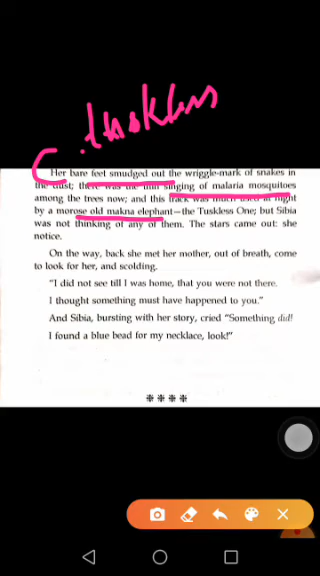 thskless
Her bare feet smudged out the wriggle-mark of snakes in
the dust; there was the thin singing of malaria mosquitoes
among the trees now; and this track was much used at night
by a morose old makna elephant—the Tuskless One; but Sibia
was not thinking of any of them. The stars came out: she
notice.
On the way, back she met her mother, out of breath, come
to look for her, and scolding.
"I did not see till I was home, that you were not there.
I thought something must have happened to you."
And Sibia, bursting with her story, cried "Something did!
I found a blue bead for my necklace, look!"